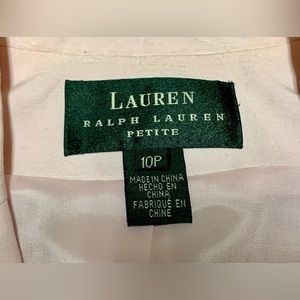 LAUREN
RALPH LAUREN
PETITE
10P
MADE IN CHINA
HECHO EN
CHINA
FABRIQUÉ EN
CHINE